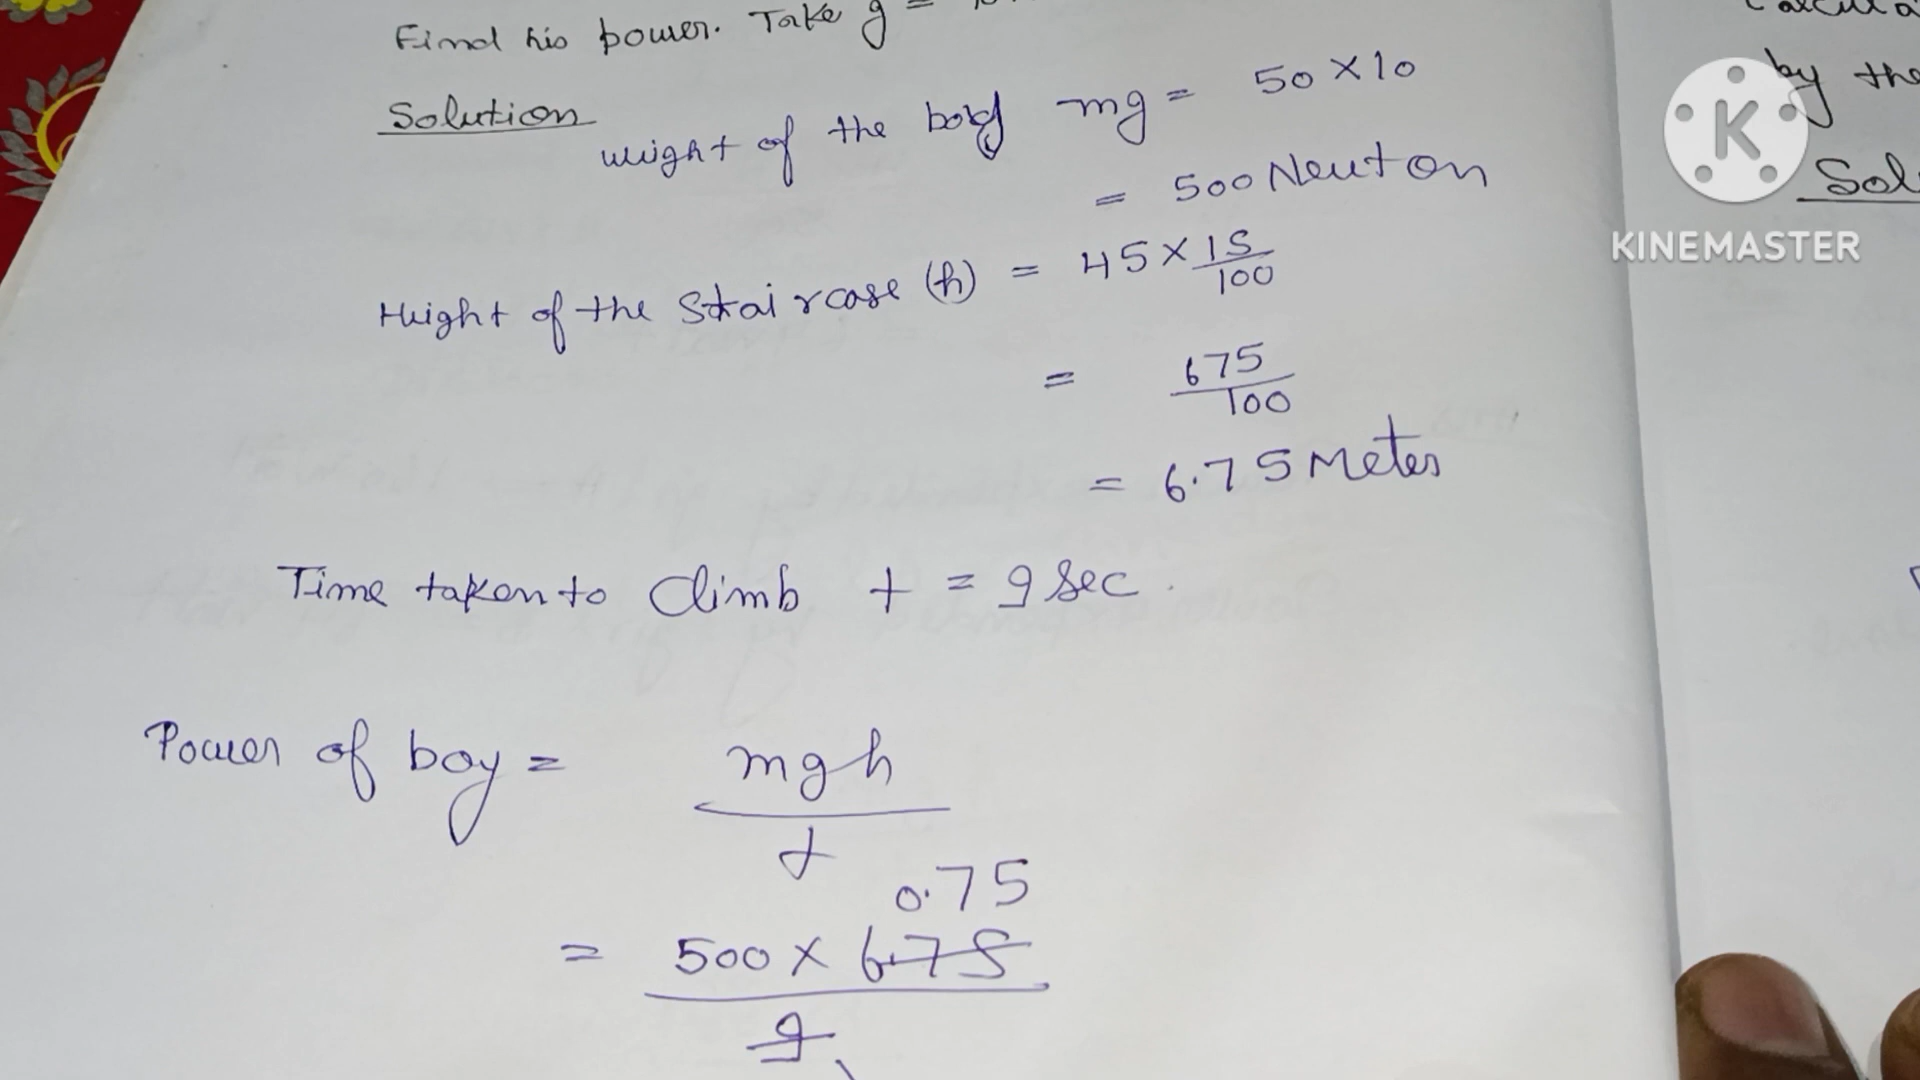 Find his power. Take g =
Solution
weight of the body mg = 50 × 10
= 500 Neuton
Height of the Staircase (h) = 45 × 15/100
= 675/100
= 6.75 Meter
Time taken to Climb t = 9 Sec.
Power of boy = mgh/t
0.75
= 500 × 6.75/9
by the
Sol
K
KINEMASTER